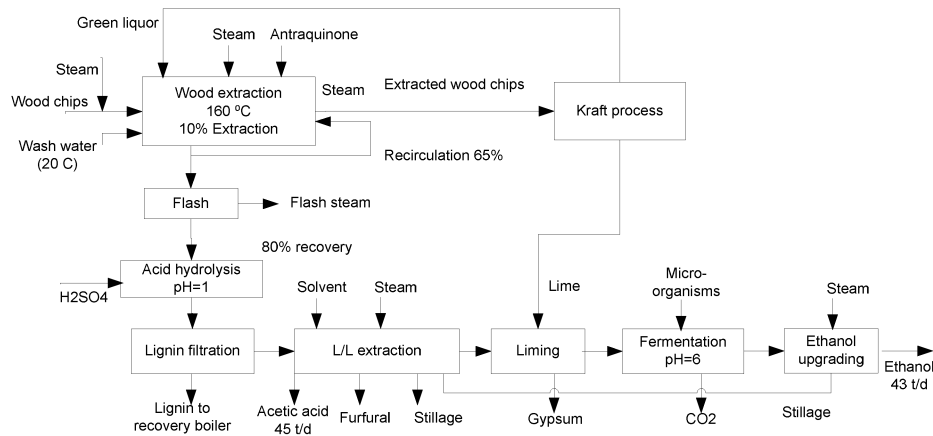 Green liquor
Steam
Antraquinone
Steam
Wood chips
Wash water
(20 C)
Wood extraction
160 ºC
10% Extraction
Steam
Extracted wood chips
Kraft process
Recirculation 65%
Flash
Flash steam
80% recovery
Acid hydrolysis
pH=1
H2SO4
Solvent
Steam
Lime
Micro-
organisms
Steam
Lignin filtration
L/L extraction
Liming
Fermentation
pH=6
Ethanol
upgrading
Ethanol
43 t/d
Lignin to
recovery boiler
Acetic acid
45 t/d
Furfural
Stillage
Gypsum
CO2
Stillage